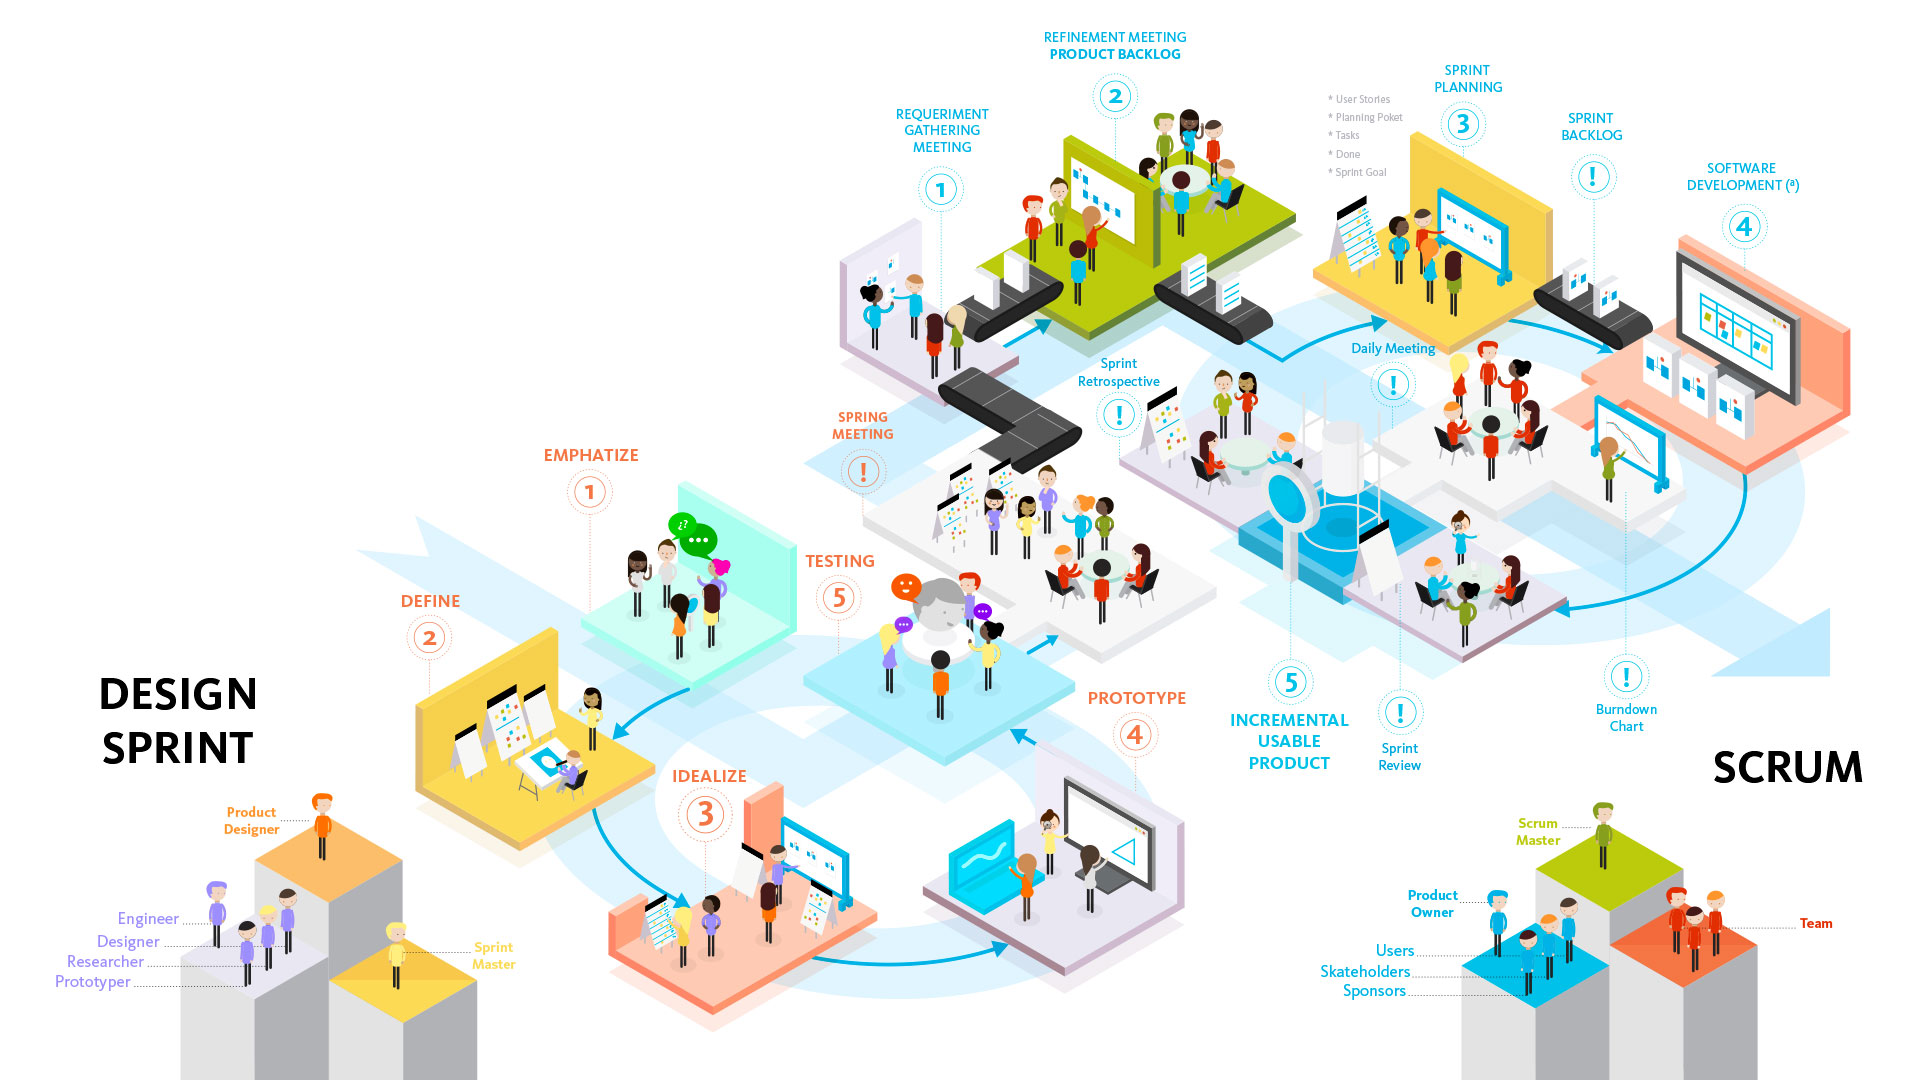 REFINEMENT MEETING
PRODUCT BACKLOG
2
REQUERIMENT
GATHERING
MEETING
1
* User Stories
* Planning Poket
* Tasks
* Done
* Sprint Goal
SPRINT
PLANNING
3
SPRINT
BACKLOG
!
SOFTWARE
DEVELOPMENT (ª)
4
Sprint
Retrospective
!
Daily Meeting
!
SPRING
MEETING
!
EMPHATIZE
1
¿?
...
TESTING
5
...
...
DEFINE
2
IDEALIZE
3
PROTOTYPE
4
5
INCREMENTAL
USABLE
PRODUCT
!
Sprint
Review
!
Burndown
Chart
DESIGN
SPRINT
Product
Designer
Engineer
Designer
Researcher
Prototyper
Sprint
Master
SCRUM
Scrum
Master
Product
Owner
Users
Skateholders
Sponsors
Team